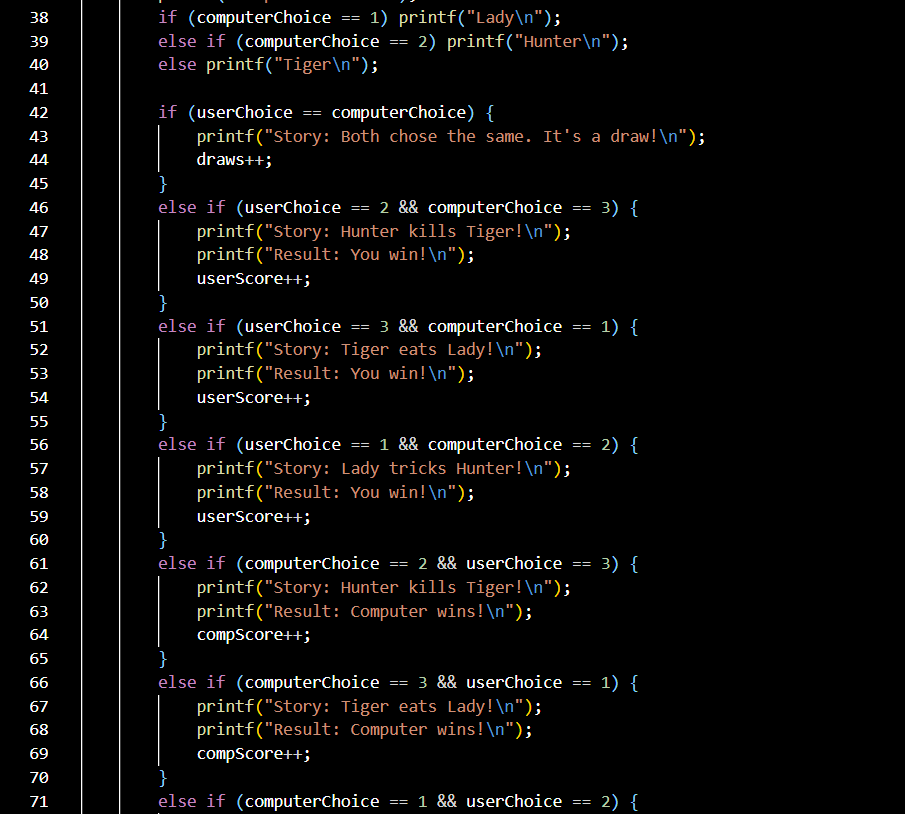 38 if (computerChoice == 1) printf("Lady\n");
39 else if (computerChoice == 2) printf("Hunter\n");
40 else printf("Tiger\n");
41
42 if (userChoice == computerChoice) {
43 printf("Story: Both chose the same. It's a draw!\n");
44 draws++;
45 }
46 else if (userChoice == 2 && computerChoice == 3) {
47 printf("Story: Hunter kills Tiger!\n");
48 printf("Result: You win!\n");
49 userScore++;
50 }
51 else if (userChoice == 3 && computerChoice == 1) {
52 printf("Story: Tiger eats Lady!\n");
53 printf("Result: You win!\n");
54 userScore++;
55 }
56 else if (userChoice == 1 && computerChoice == 2) {
57 printf("Story: Lady tricks Hunter!\n");
58 printf("Result: You win!\n");
59 userScore++;
60 }
61 else if (computerChoice == 2 && userChoice == 3) {
62 printf("Story: Hunter kills Tiger!\n");
63 printf("Result: Computer wins!\n");
64 compScore++;
65 }
66 else if (computerChoice == 3 && userChoice == 1) {
67 printf("Story: Tiger eats Lady!\n");
68 printf("Result: Computer wins!\n");
69 compScore++;
70 }
71 else if (computerChoice == 1 && userChoice == 2) {